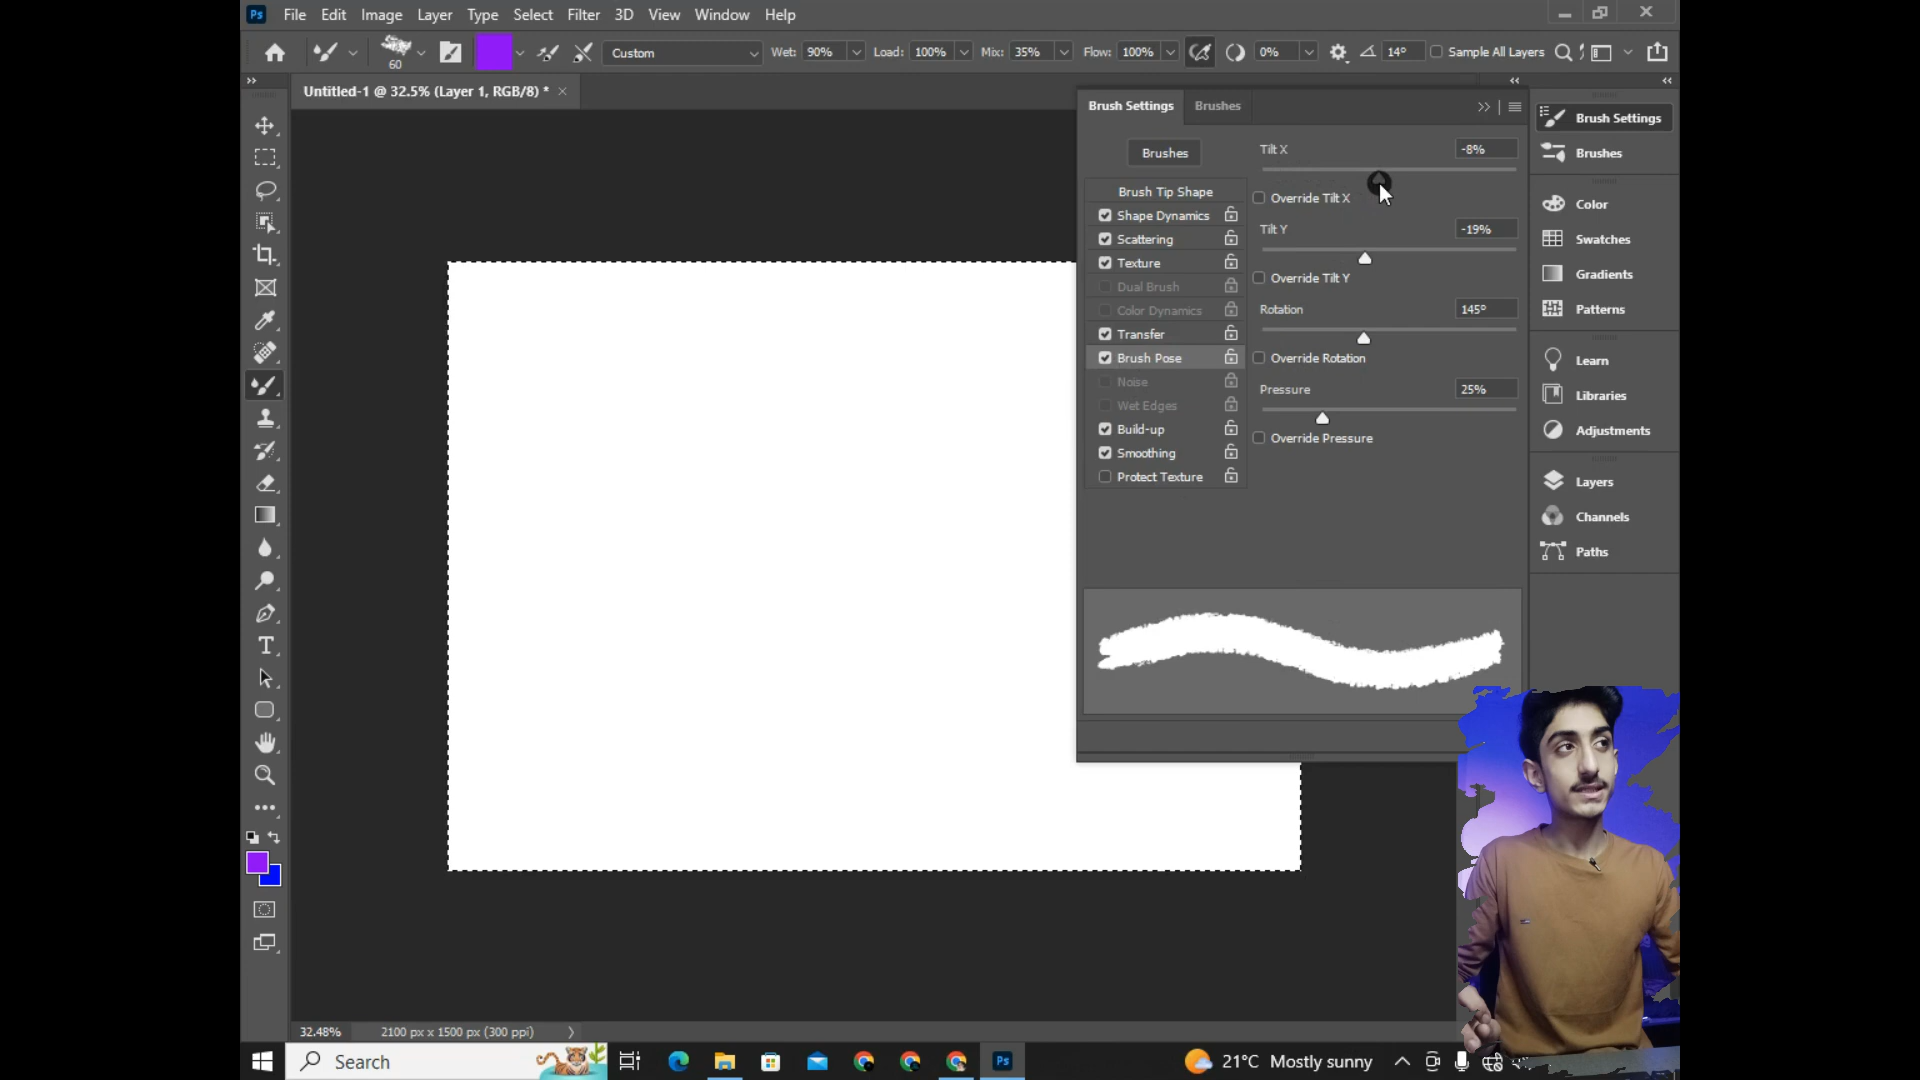 Ps File Edit Image Layer Type Select Filter 3D View Window Help
60 Custom Wet: 90% Load: 100% Mix: 35% Flow: 100% 0% 14° Sample All Layers
Untitled-1 @ 32.5% (Layer 1, RGB/8) *
Brush Settings Brushes
Brushes
Brush Tip Shape
Shape Dynamics
Scattering
Texture
Dual Brush
Color Dynamics
Transfer
Brush Pose
Noise
Wet Edges
Build-up
Smoothing
Protect Texture
Tilt X -8%
Override Tilt X
Tilt Y -19%
Override Tilt Y
Rotation 145°
Override Rotation
Pressure 25%
Override Pressure
Brush Settings
Brushes
Color
Swatches
Gradients
Patterns
Learn
Libraries
Adjustments
Layers
Channels
Paths
T
32.48% 2100 px x 1500 px (300 ppi)
Search Ps 21°C Mostly sunny